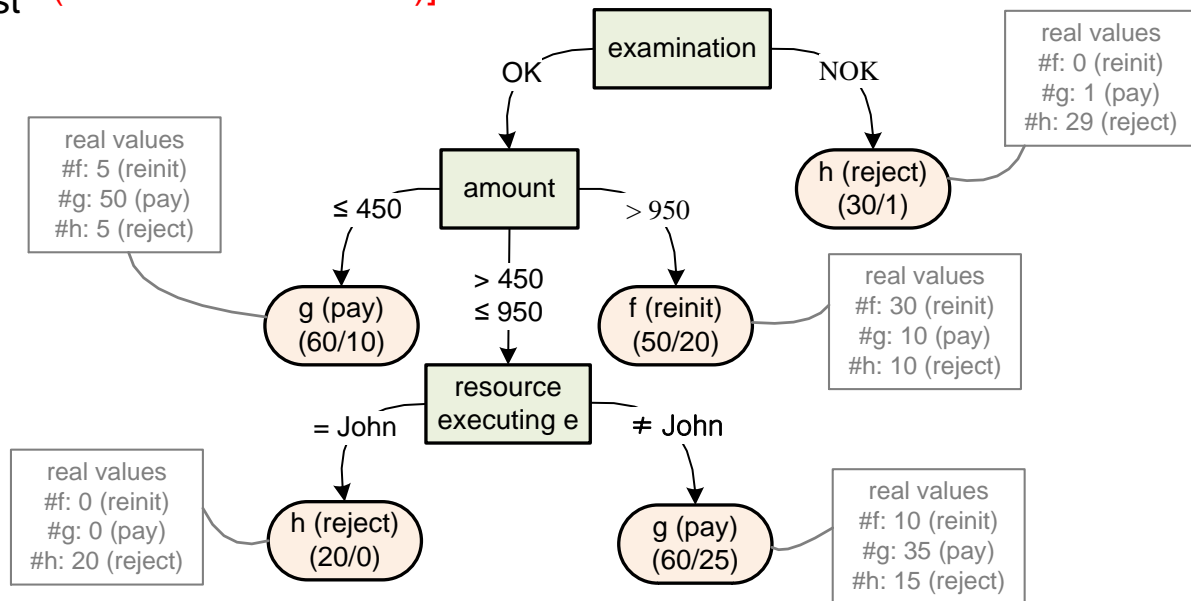 examination
OK
NOK
real values
#f: 0 (reinit)
#g: 1 (pay)
#h: 29 (reject)
real values
#f: 5 (reinit)
#g: 50 (pay)
#h: 5 (reject)
amount
h (reject)
(30/1)
≤ 450
> 950
> 450
≤ 950
g (pay)
(60/10)
f (reinit)
(50/20)
real values
#f: 30 (reinit)
#g: 10 (pay)
#h: 10 (reject)
resource
executing e
= John
≠ John
real values
#f: 0 (reinit)
#g: 0 (pay)
#h: 20 (reject)
h (reject)
(20/0)
g (pay)
(60/25)
real values
#f: 10 (reinit)
#g: 35 (pay)
#h: 15 (reject)